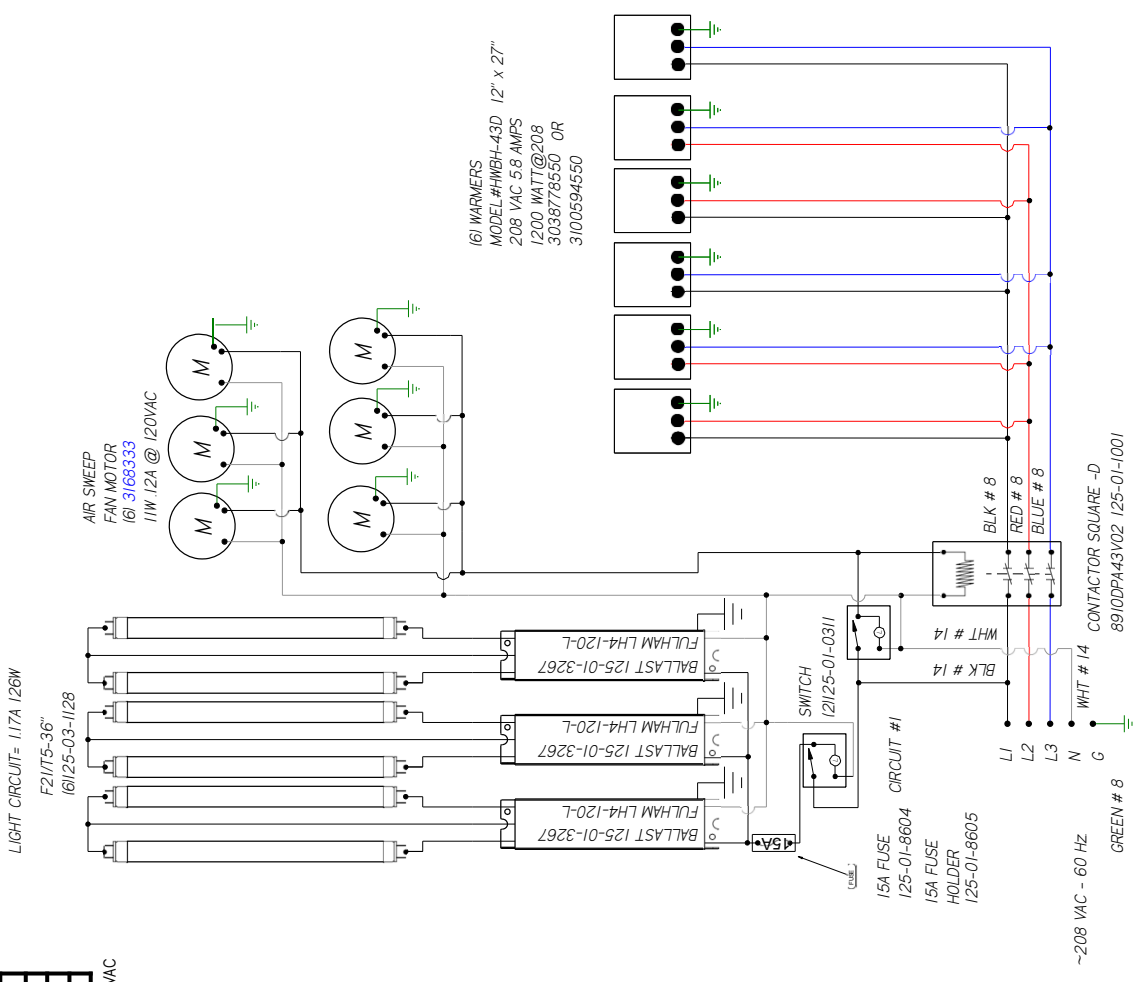 LIGHT CIRCUIT= 1.17A 126W
F21/T5-36"
(6)125-03-1128
AIR SWEEP
FAN MOTOR
(6) 3168333
11W .12A @ 120VAC
M
M
M
M
M
M
(6) WARMERS
MODEL#HWBH-43D 12" x 27"
208 VAC 5.8 AMPS
1200 WATT@208
3038778550 OR
3100594550
BALLAST 125-01-3267
FULHAM LH4-120-L
BALLAST 125-01-3267
FULHAM LH4-120-L
BALLAST 125-01-3267
FULHAM LH4-120-L
15A
FUSE
SWITCH
(2)125-01-0311
L
L
CIRCUIT #1
15A FUSE
125-01-8604
15A FUSE
HOLDER
125-01-8605
BLK # 14
WHT # 14
WHT # 14
BLK # 8
RED # 8
BLUE # 8
CONTACTOR SQUARE -D
8910DPA43V02 125-01-1001
L1
L2
L3
N
G
GREEN # 8
~208 VAC - 60 HZ
VAC